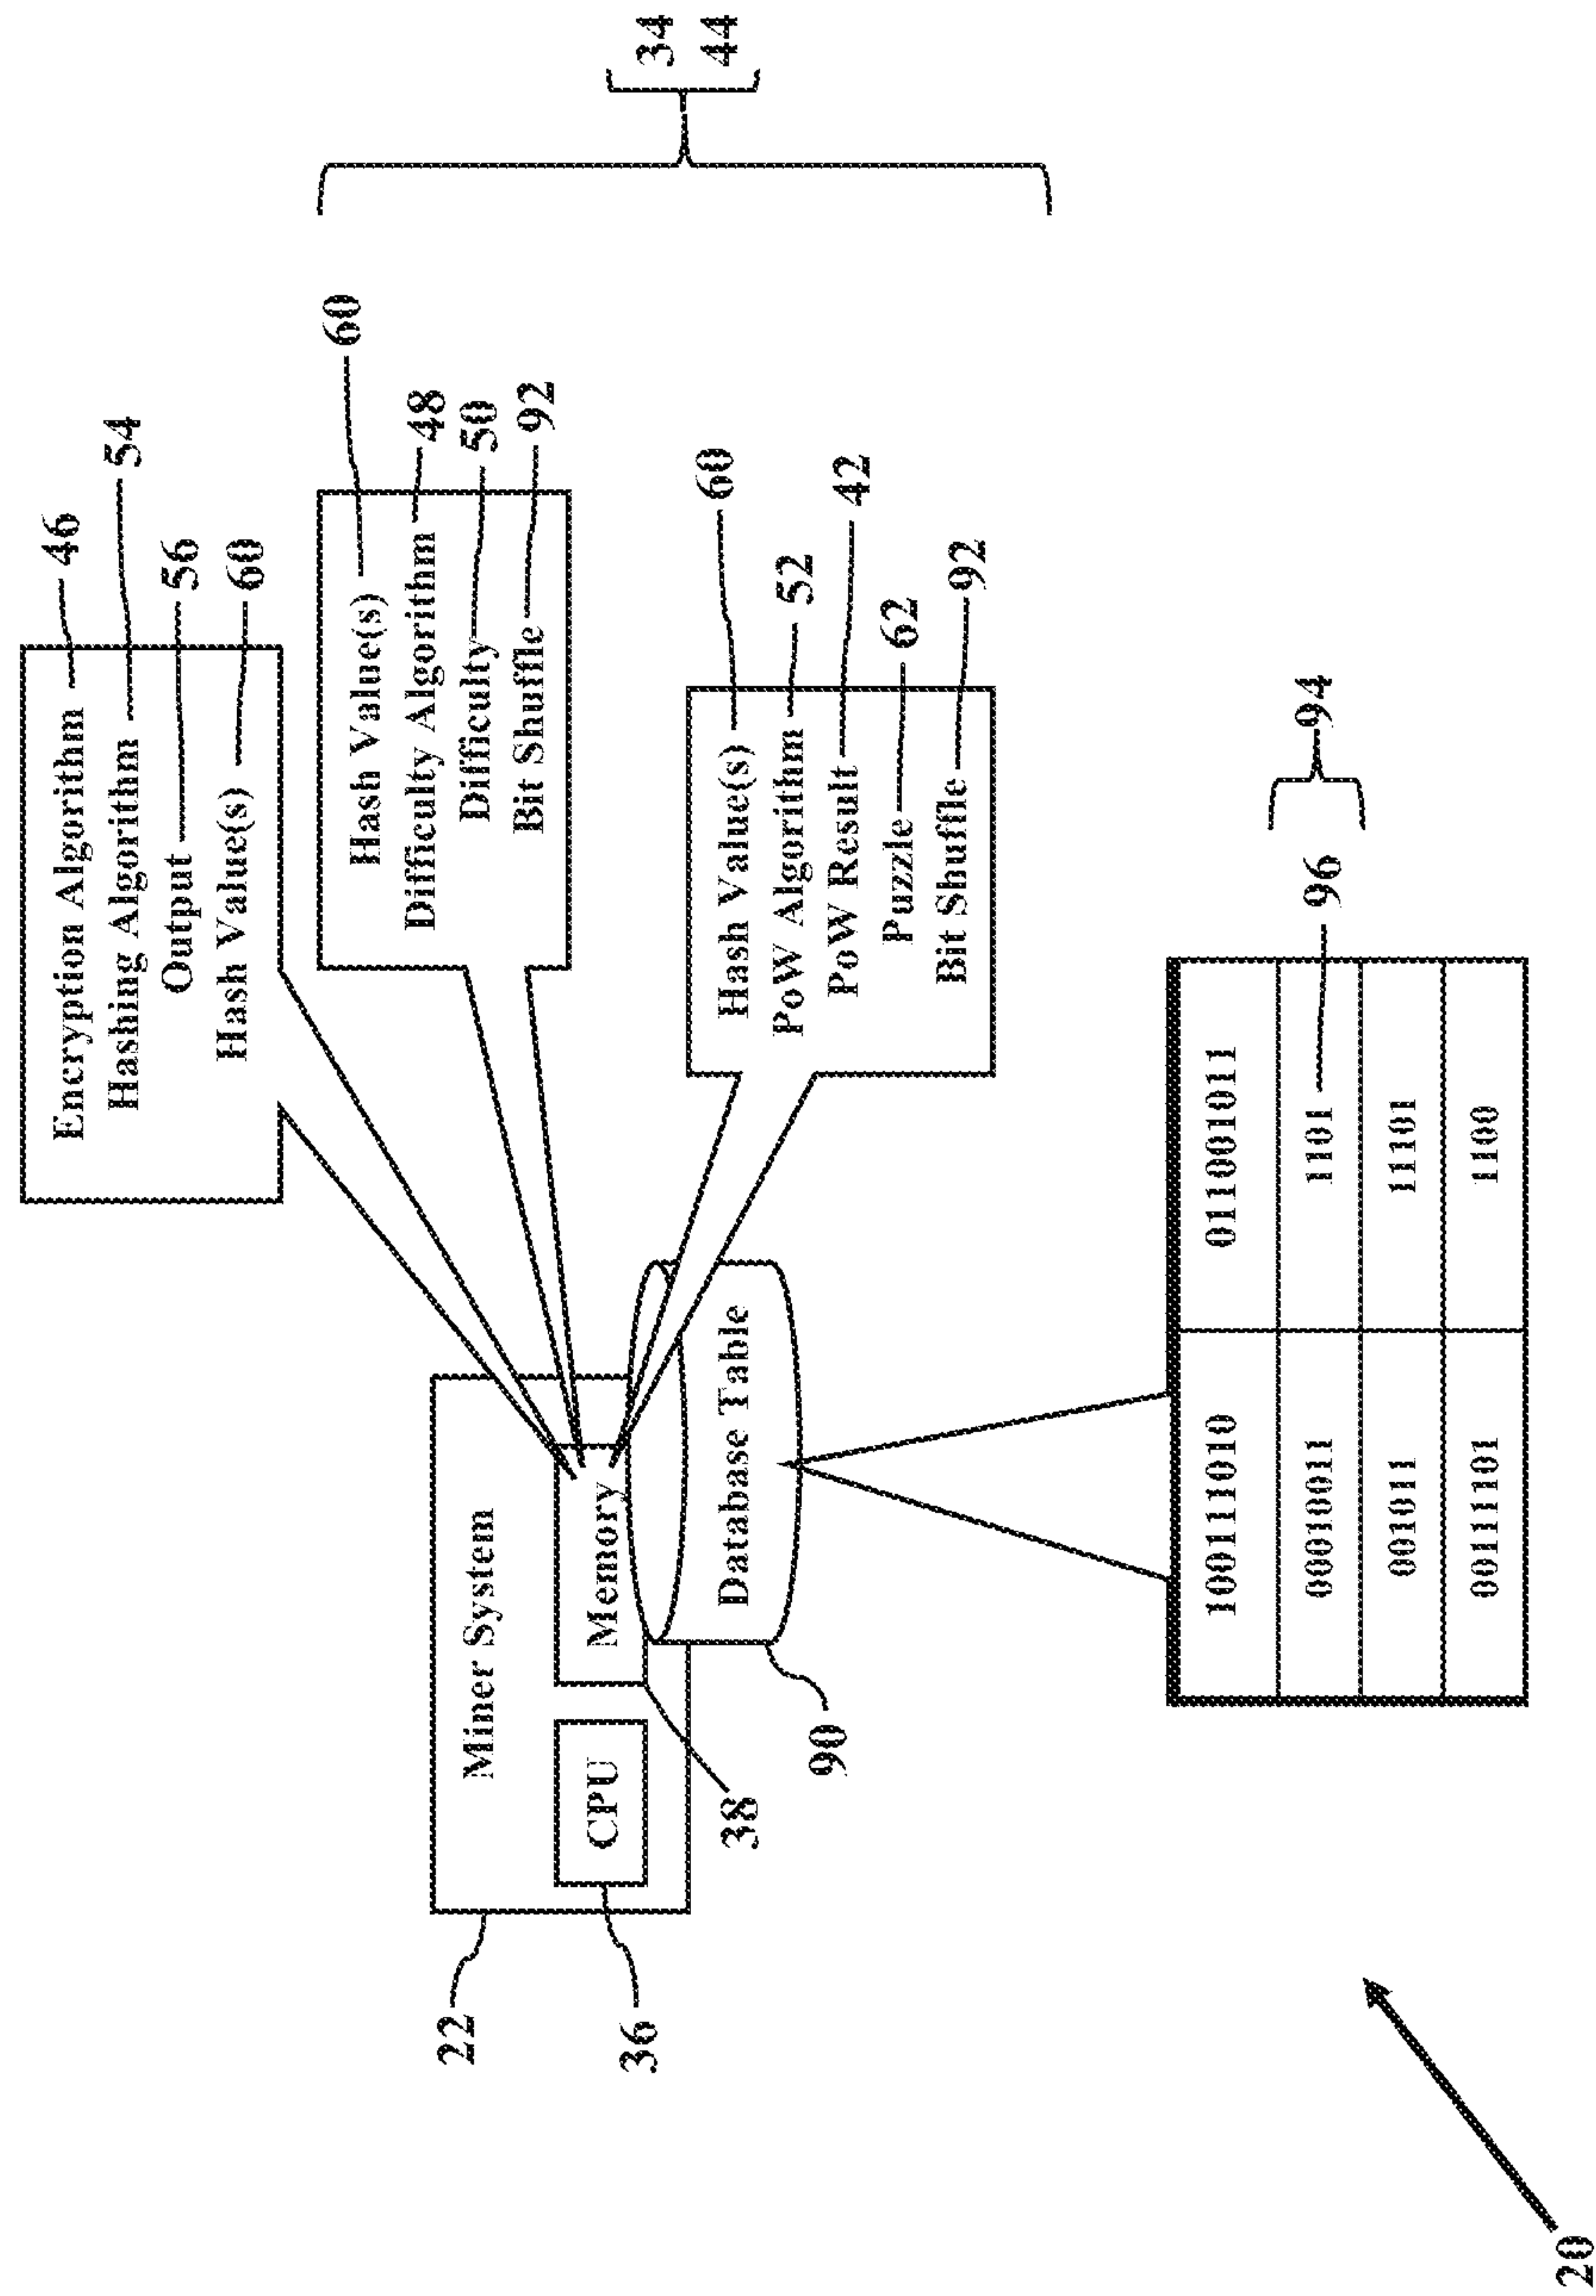 Encryption Algorithm 46
Hashing Algorithm 54
Output 56
Hash Value(s) 60
60
Hash Value(s)
Difficulty Algorithm 48
Difficulty 50
Bit Shuffle 92
34
44
Miner System
22
CPU
36
Memory
38
Database Table
90
Hash Value(s) 60
PoW Algorithm 52
PoW Result 42
Puzzle 62
Bit Shuffle 92
100111010 011001011
00010011 1101 96 94
001011 11101
00111101 1100
20